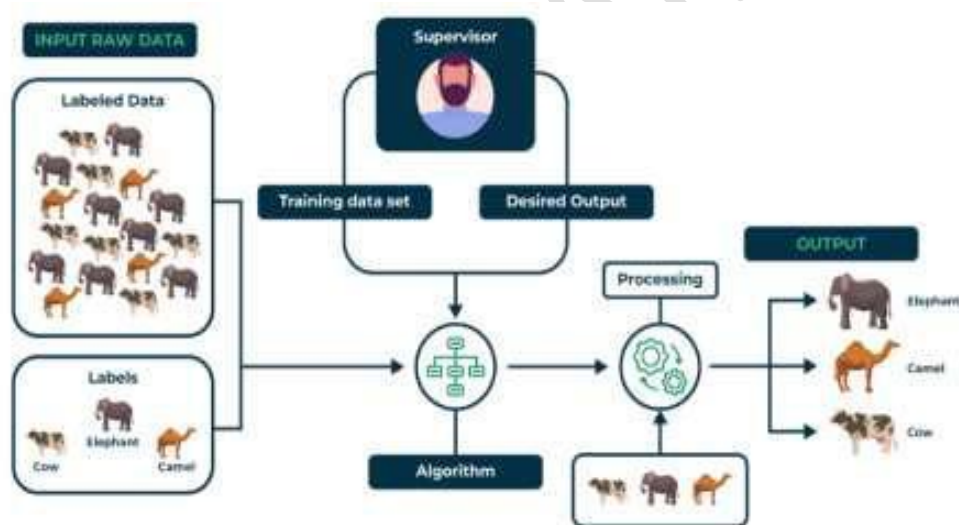 INPUT RAW DATA
Labeled Data
Labels
Elephant
Cow
Camel
Supervisor
Training data set
Desired Output
Algorithm
Processing
OUTPUT
Elephant
Camel
Cow